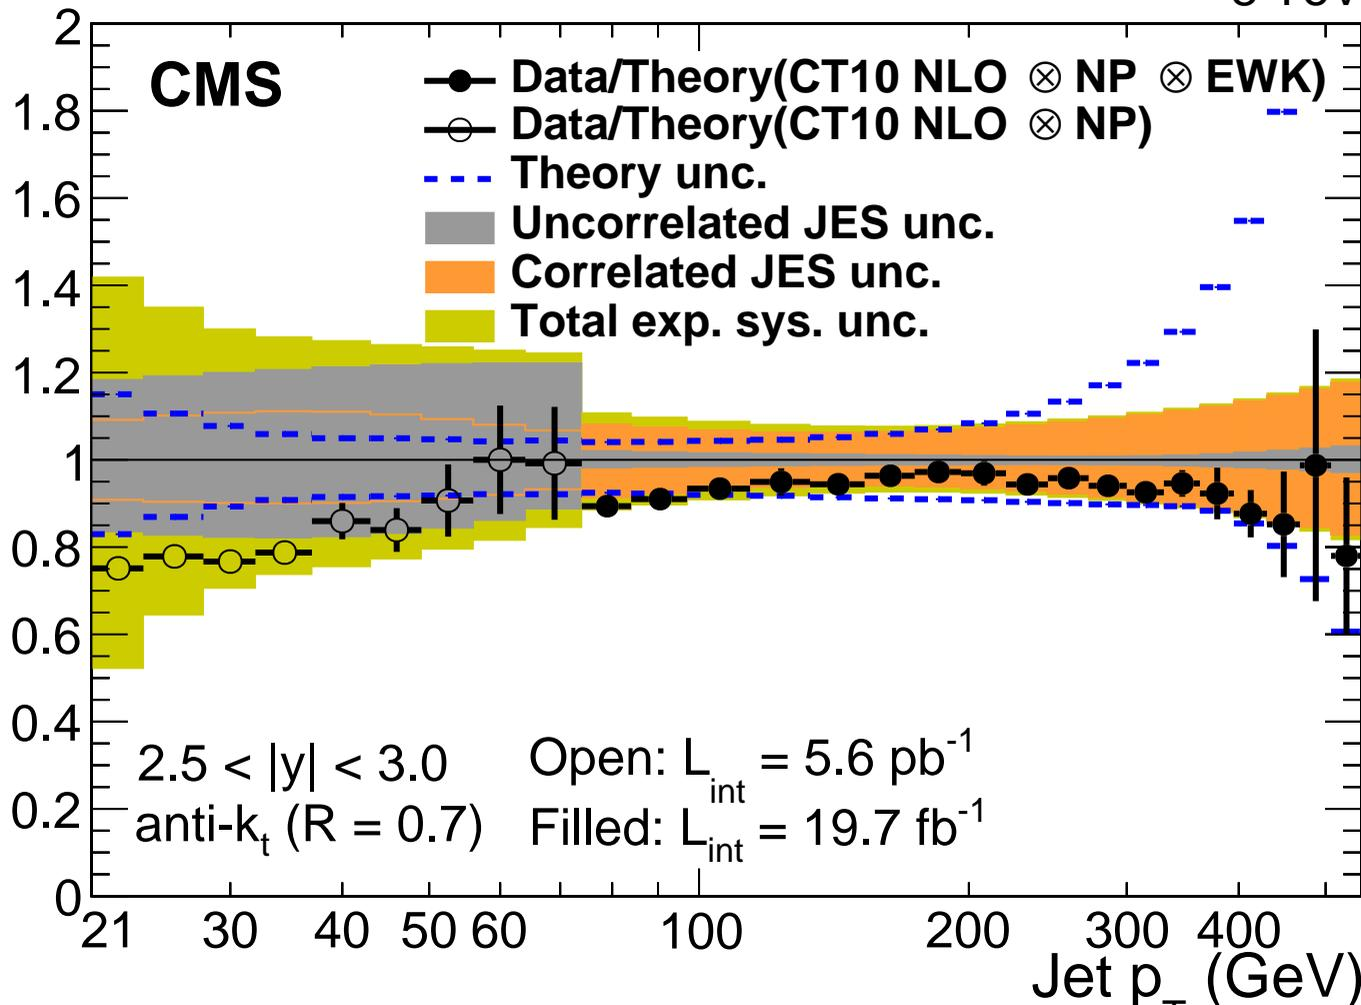 CMS
Data/Theory(CT10 NLO ⊗ NP ⊗ EWK)
Data/Theory(CT10 NLO ⊗ NP)
Theory unc.
Uncorrelated JES unc.
Correlated JES unc.
Total exp. sys. unc.
2
1.8
1.6
1.4
1.2
1
0.8
0.6
0.4
0.2
0
2.5 < |y| < 3.0
anti-kt (R = 0.7)
Open: Lint = 5.6 pb-1
Filled: Lint = 19.7 fb-1
21 30 40 50 60 100 200 300 400
Jet pT (GeV)